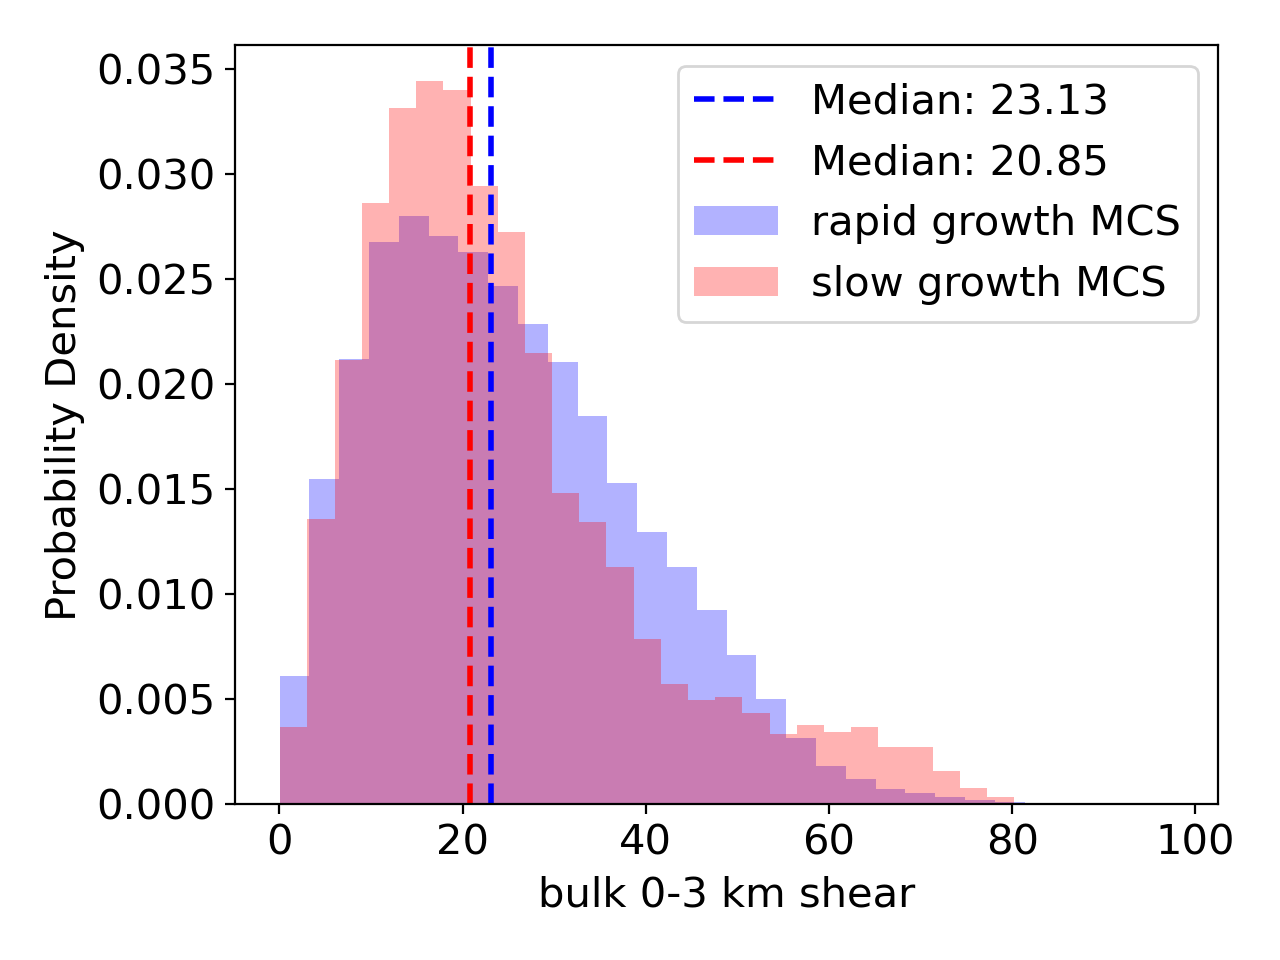 0.035
0.030
0.025
0.020
0.015
0.010
0.005
0.000
Probability Density
Median: 23.13
Median: 20.85
rapid growth MCS
slow growth MCS
0 20 40 60 80 100
bulk 0-3 km shear